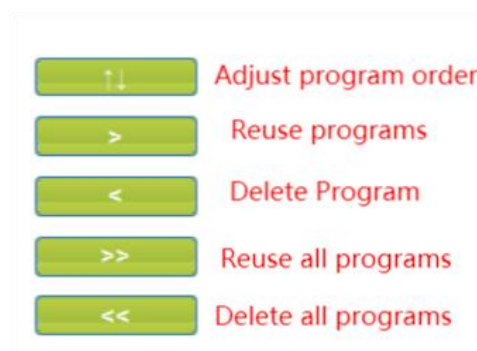 ↑↓ Adjust program order
> Reuse programs
< Delete Program
>> Reuse all programs
<< Delete all programs